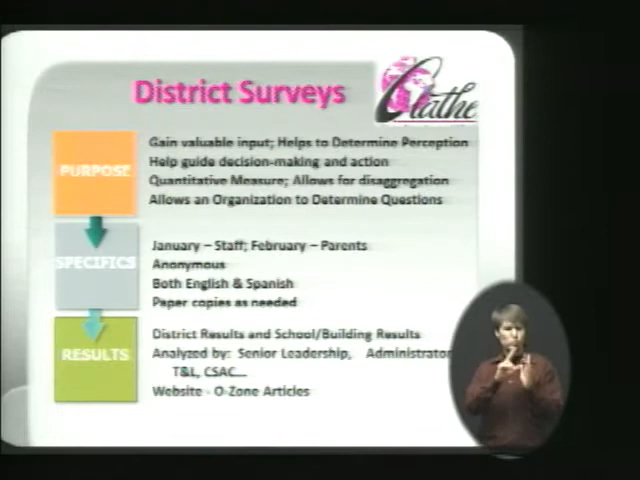 District Surveys
Olathe
PURPOSE
Gain valuable input; Helps to Determine Perception
Help guide decision-making and action
Quantitative Measure; Allows for disaggregation
Allows an Organization to Determine Questions
SPECIFICS
January – Staff; February – Parents
Anonymous
Both English & Spanish
Paper copies as needed
RESULTS
District Results and School/Building Results
Analyzed by: Senior Leadership, Administrator
T&L, CSAC...
Website - O-Zone Articles